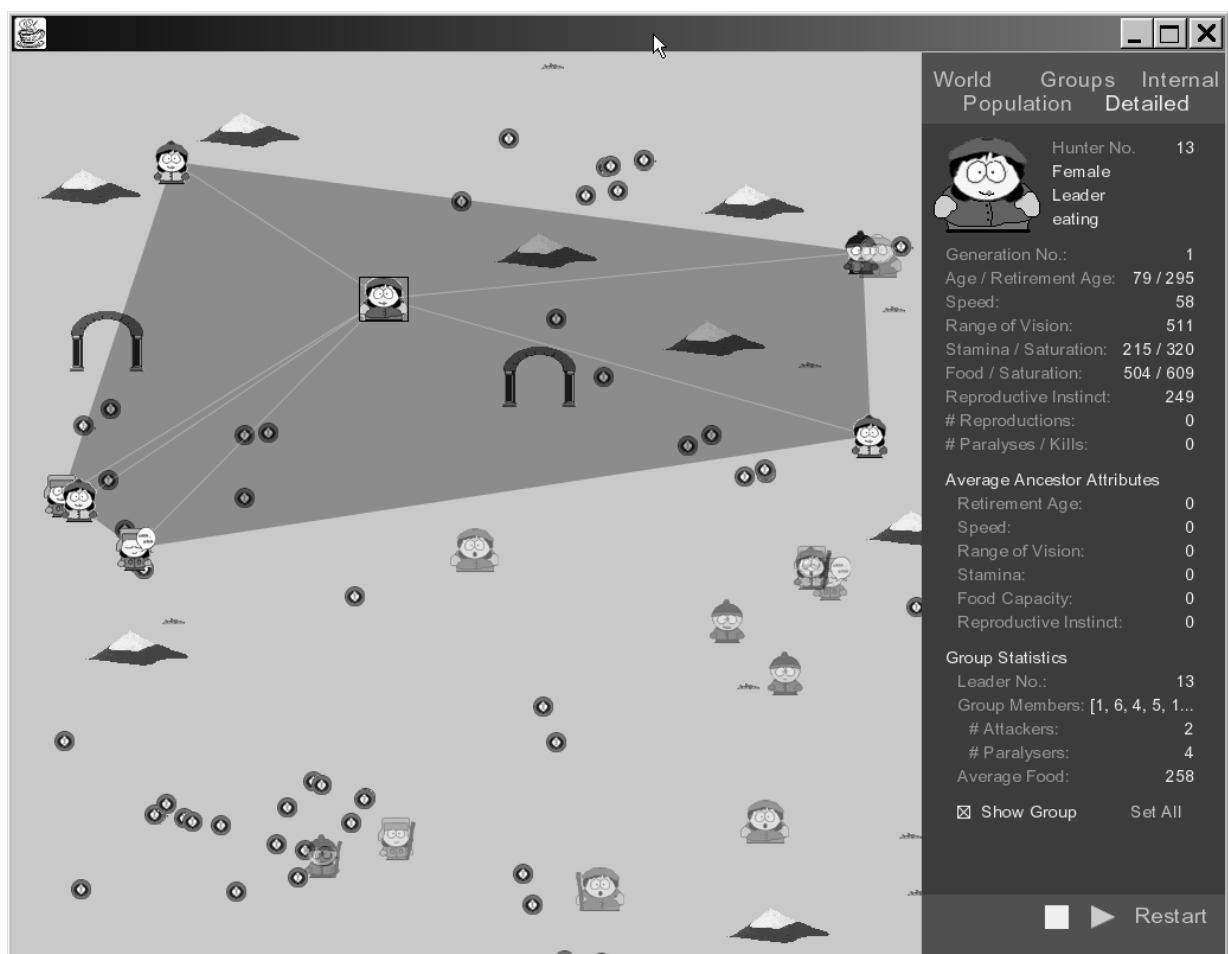 World Groups Internal
Population Detailed
Hunter No. 13
Female
Leader
eating
Generation No.: 1
Age / Retirement Age: 79 / 295
Speed: 58
Range of Vision: 511
Stamina / Saturation: 215 / 320
Food / Saturation: 504 / 609
Reproductive Instinct: 249
# Reproductions: 0
# Paralyses / Kills: 0
Average Ancestor Attributes
Retirement Age: 0
Speed: 0
Range of Vision: 0
Stamina: 0
Food Capacity: 0
Reproductive Instinct: 0
Group Statistics
Leader No.: 13
Group Members: [1, 6, 4, 5, 1...
# Attackers: 2
# Paralysers: 4
Average Food: 258
Show Group Set All
Restart